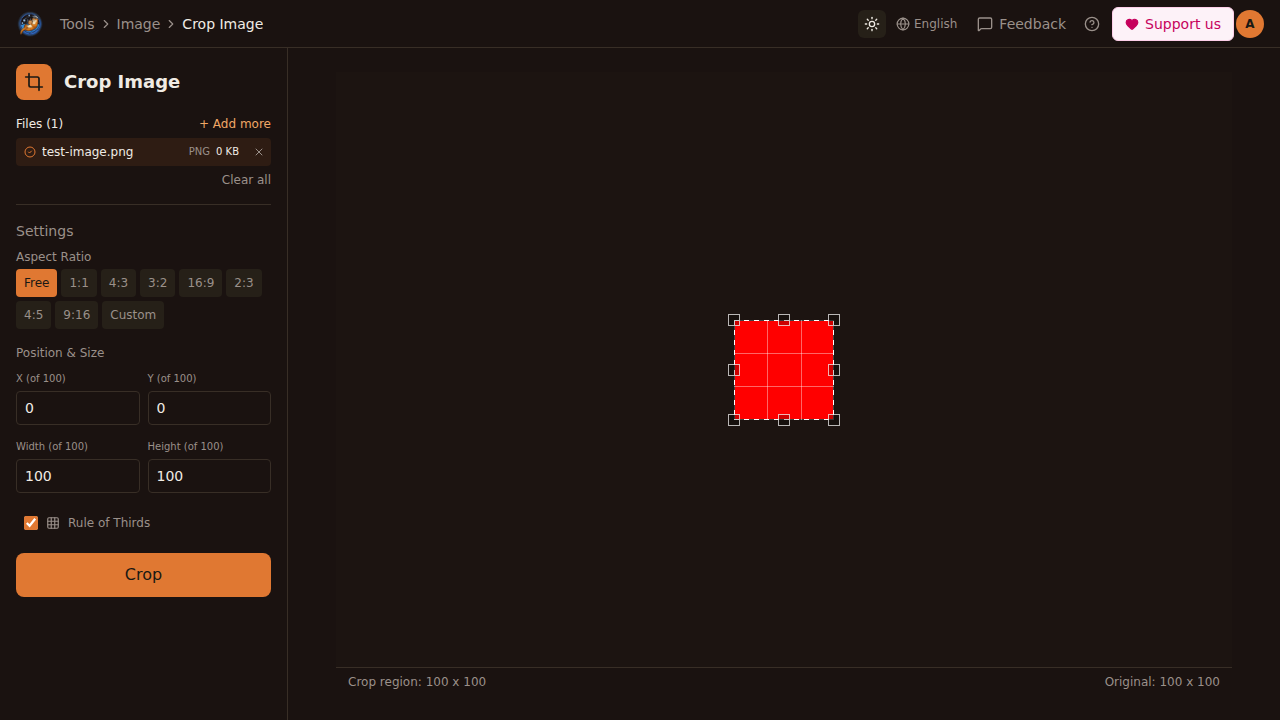 Tools > Image > Crop Image
English
Feedback
Support us
A
Crop Image
Files (1)
+ Add more
test-image.png
PNG 0 KB
Clear all
Settings
Aspect Ratio
Free 1:1 4:3 3:2 16:9 2:3
4:5 9:16 Custom
Position & Size
X (of 100) Y (of 100)
0 0
Width (of 100) Height (of 100)
100 100
Rule of Thirds
Crop
Crop region: 100 x 100
Original: 100 x 100